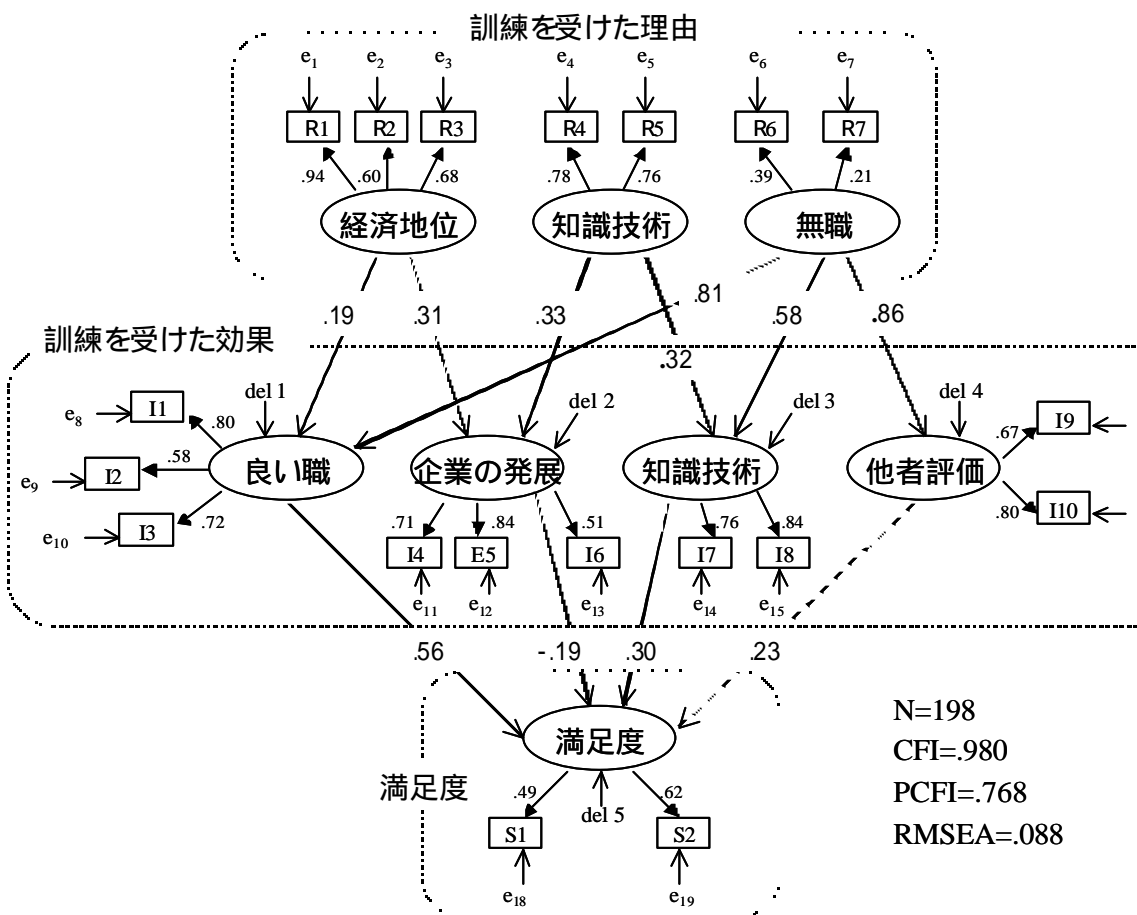 訓練を受けた理由
e1 e2 e3 e4 e5 e6 e7
R1 R2 R3 R4 R5 R6 R7
.94 .60 .68 .78 .76 .39 .21
経済地位 知識技術 無職
.19 .31 .33 .81 .58 .86
.32
訓練を受けた効果
del 1 del 2 del 3 del 4
e8 I1 .80
e9 I2 .58
e10 I3 .72
良い職 企業の発展 知識技術 他者評価
.67 I9
.80 I10
.71 .84 .51 .76 .84
I4 E5 I6 I7 I8
e11 e12 e13 e14 e15
.56 -.19 .30 .23
満足度
満足度
.49 del 5 .62
S1 S2
e18 e19
N=198
CFI=.980
PCFI=.768
RMSEA=.088